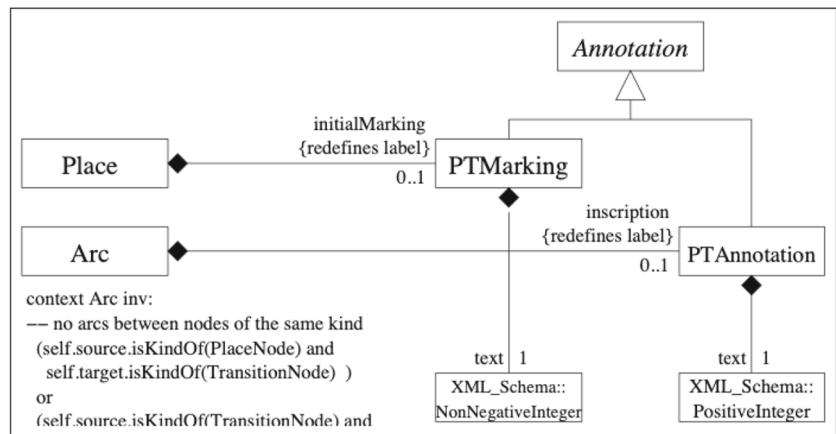 Annotation
initialMarking
{redefines label}
Place
PTMarking
0..1
inscription
{redefines label}
Arc
PTAnnotation
0..1
context Arc inv:
–– no arcs between nodes of the same kind
(self.source.isKindOf(PlaceNode) and
self.target.isKindOf(TransitionNode) )
or
(self.source.isKindOf(TransitionNode) and
text 1
XML_Schema::
NonNegativeInteger
text 1
XML_Schema::
PositiveInteger